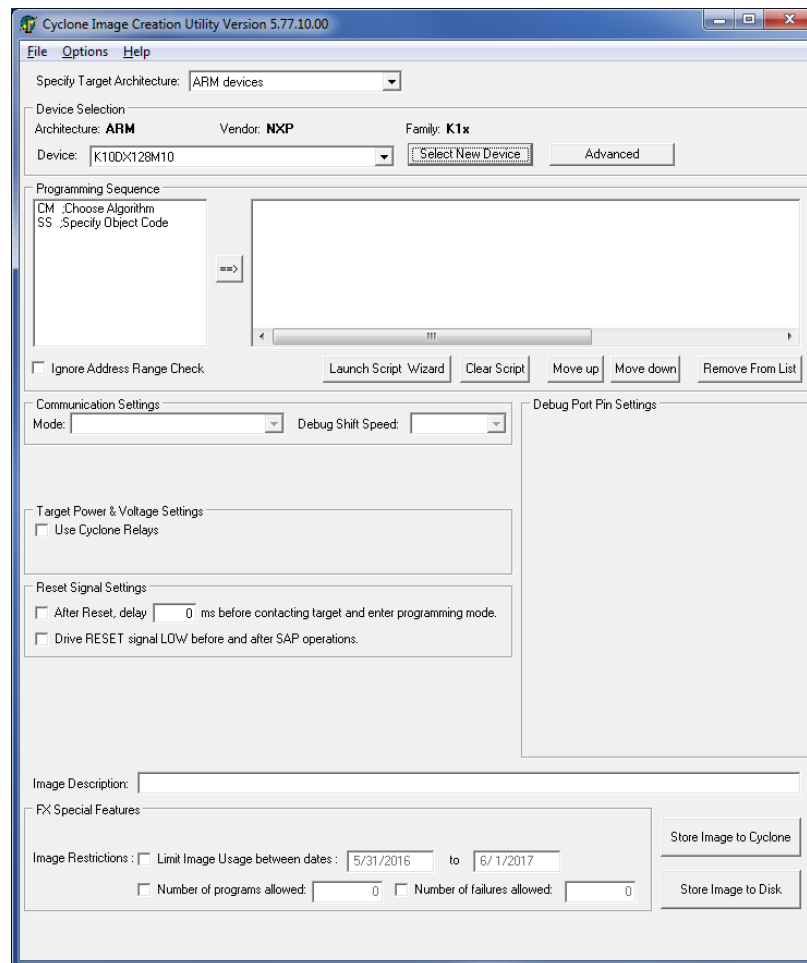 Cyclone Image Creation Utility Version 5.77.10.00
File Options Help
Specify Target Architecture: ARM devices
Device Selection
Architecture: ARM Vendor: NXP Family: K1x
Device: K10DX128M10 Select New Device Advanced
Programming Sequence
CM ;Choose Algorithm
SS ;Specify Object Code
==>
Ignore Address Range Check Launch Script Wizard Clear Script Move up Move down Remove From List
Communication Settings
Mode: Debug Shift Speed:
Debug Port Pin Settings
Target Power & Voltage Settings
Use Cyclone Relays
Reset Signal Settings
After Reset, delay 0 ms before contacting target and enter programming mode.
Drive RESET signal LOW before and after SAP operations.
Image Description:
FX Special Features
Image Restrictions : Limit Image Usage between dates : 5/31/2016 to 6/ 1/2017
Number of programs allowed: 0 Number of failures allowed: 0
Store Image to Cyclone
Store Image to Disk